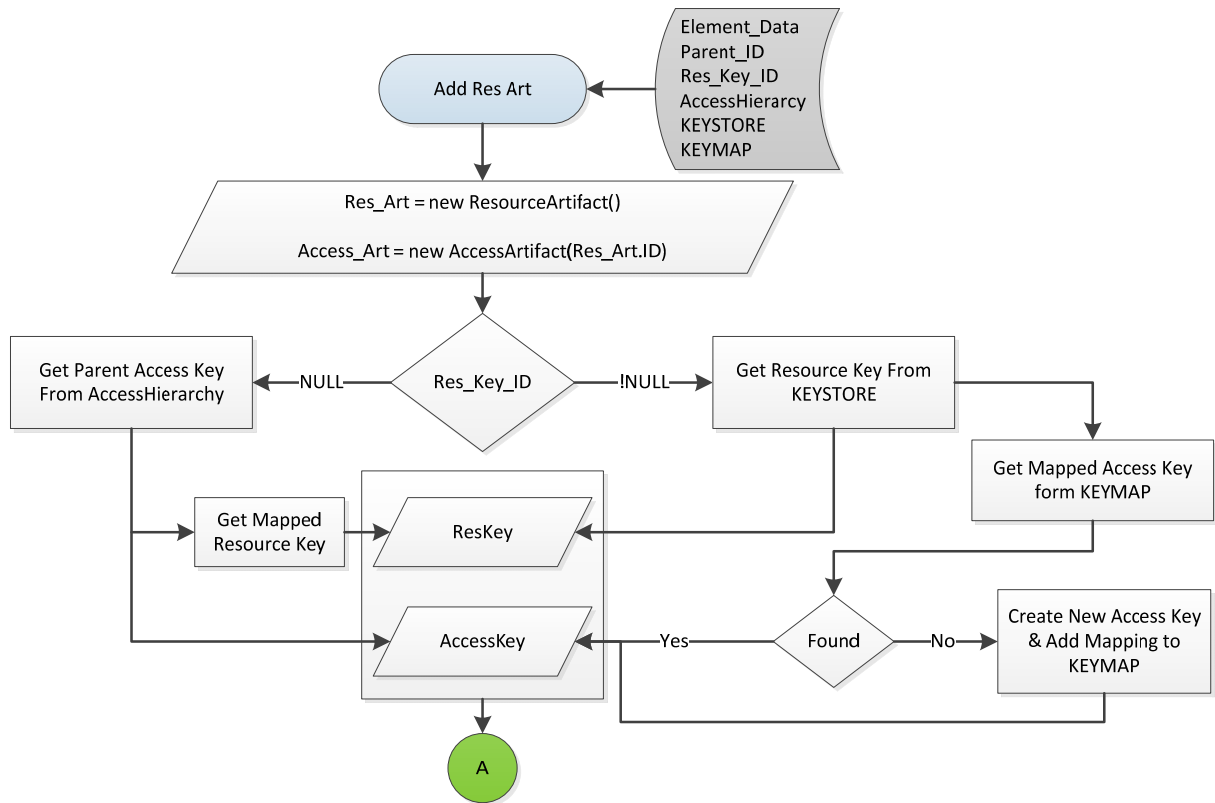 Element_Data
Parent_ID
Res_Key_ID
AccessHierarcy
KEYSTORE
KEYMAP
Add Res Art
Res_Art = new ResourceArtifact()
Access_Art = new AccessArtifact(Res_Art.ID)
Get Parent Access Key
From AccessHierarchy
NULL
Res_Key_ID
!NULL
Get Resource Key From
KEYSTORE
Get Mapped Access Key
form KEYMAP
Get Mapped
Resource Key
ResKey
AccessKey
Yes
Found
No
Create New Access Key
& Add Mapping to
KEYMAP
A